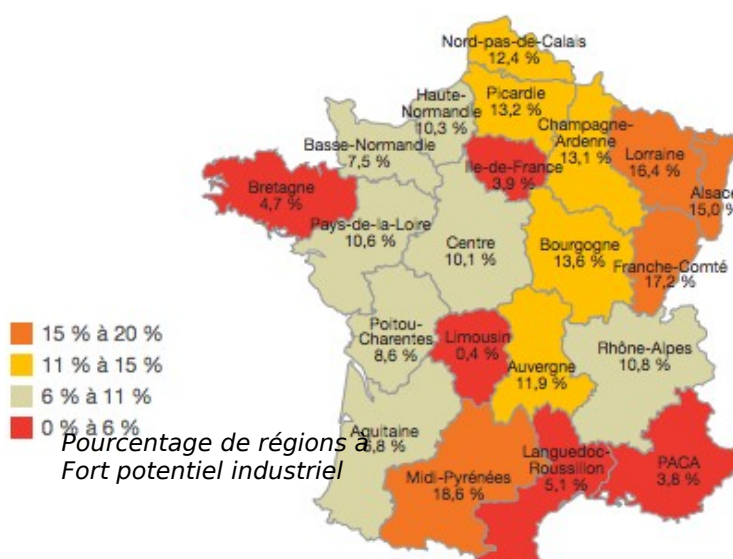 Nord-pas-de-Calais
12,4 %
Haute-
Normandie
10,3 %
Picardie
13,2 %
Basse-Normandie
7,5 %
Champagne-
Ardenne
13,1 %
Lorraine
16,4 %
Alsace
15,0 %
Ile-de-France
3,9 %
Bretagne
4,7 %
Pays-de-la-Loire
10,6 %
Centre
10,1 %
Bourgogne
13,6 %
Franche-Comté
17,2 %
Poitou-
Charentes
8,6 %
Limousin
0,4 %
Auvergne
11,9 %
Rhône-Alpes
10,8 %
Aquitaine
6,8 %
Midi-Pyrénées
18,6 %
Languedoc-
Roussillon
5,1 %
PACA
3,8 %
15 % à 20 %
11 % à 15 %
6 % à 11 %
0 % à 6 %
Pourcentage de régions à
Fort potentiel industriel